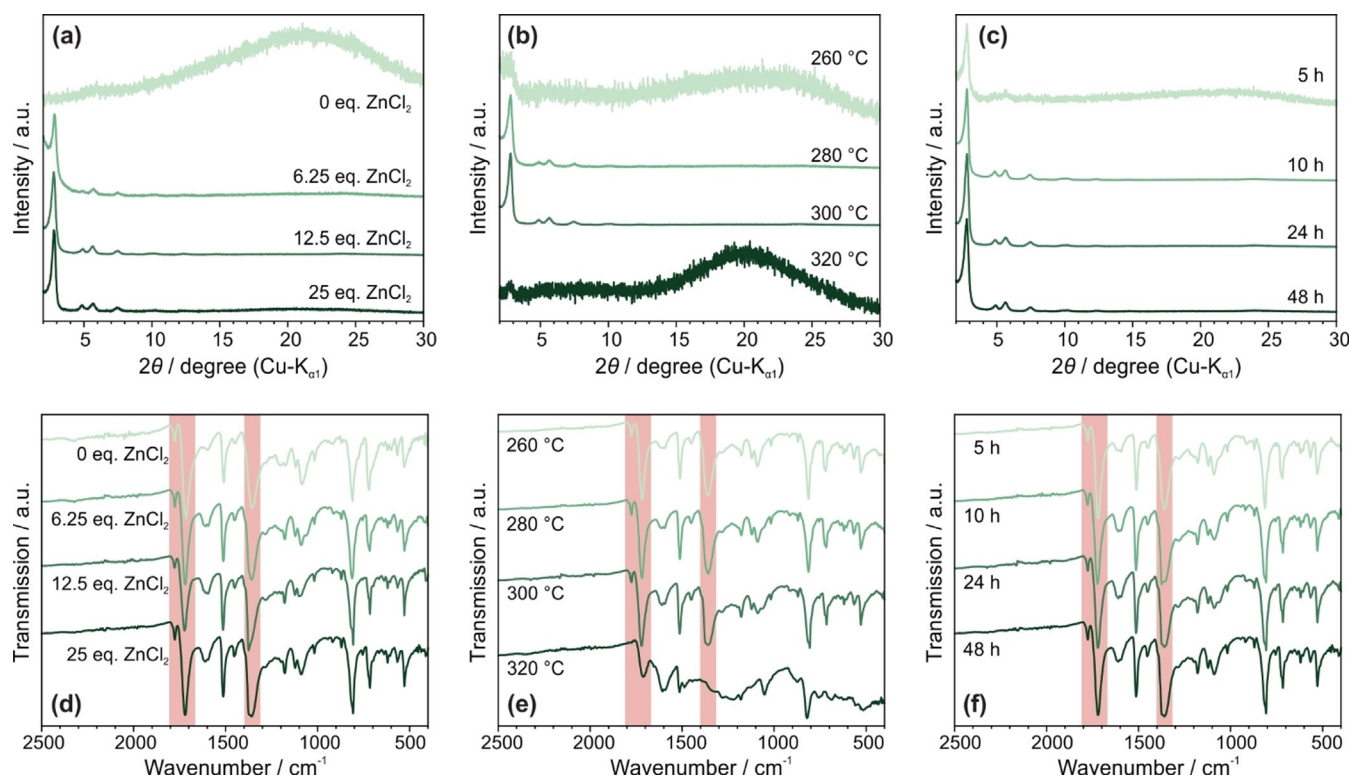 (a)
0 eq. ZnCl₂
6.25 eq. ZnCl₂
12.5 eq. ZnCl₂
25 eq. ZnCl₂
Intensity / a.u.
5 10 15 20 25 30
2θ / degree (Cu-Kα1)
(b)
260 °C
280 °C
300 °C
320 °C
Intensity / a.u.
5 10 15 20 25 30
2θ / degree (Cu-Kα1)
(c)
5 h
10 h
24 h
48 h
Intensity / a.u.
5 10 15 20 25 30
2θ / degree (Cu-Kα1)
0 eq. ZnCl₂
6.25 eq. ZnCl₂
12.5 eq. ZnCl₂
25 eq. ZnCl₂
(d)
Transmission / a.u.
2500 2000 1500 1000 500
Wavenumber / cm⁻¹
260 °C
280 °C
300 °C
320 °C
(e)
Transmission / a.u.
2500 2000 1500 1000 500
Wavenumber / cm⁻¹
5 h
10 h
24 h
48 h
(f)
Transmission / a.u.
2500 2000 1500 1000 500
Wavenumber / cm⁻¹